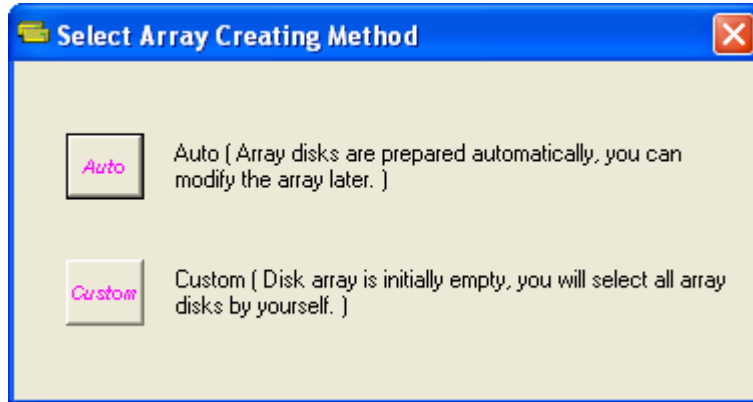 Select Array Creating Method
Auto
Auto ( Array disks are prepared automatically, you can
modify the array later. )
Custom
Custom ( Disk array is initially empty, you will select all array
disks by yourself. )